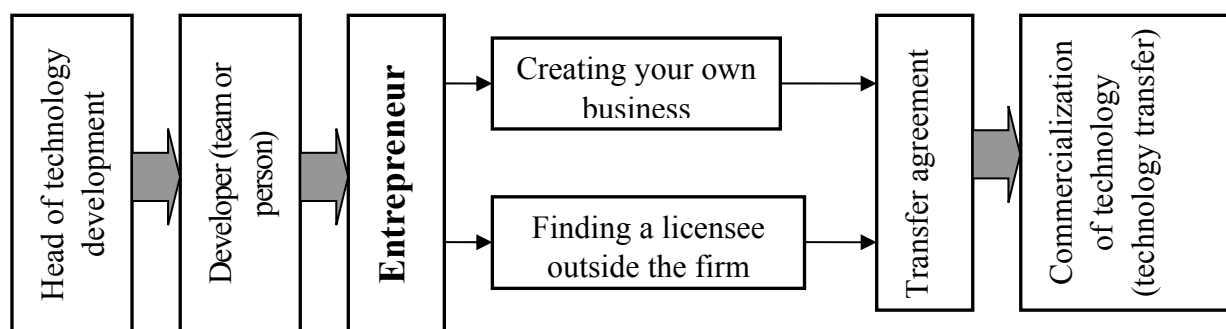 Head of technology
development
Developer (team or
person)
Entrepreneur
Creating your own
business
Finding a licensee
outside the firm
Transfer agreement
Commercialization
of technology
(technology transfer)